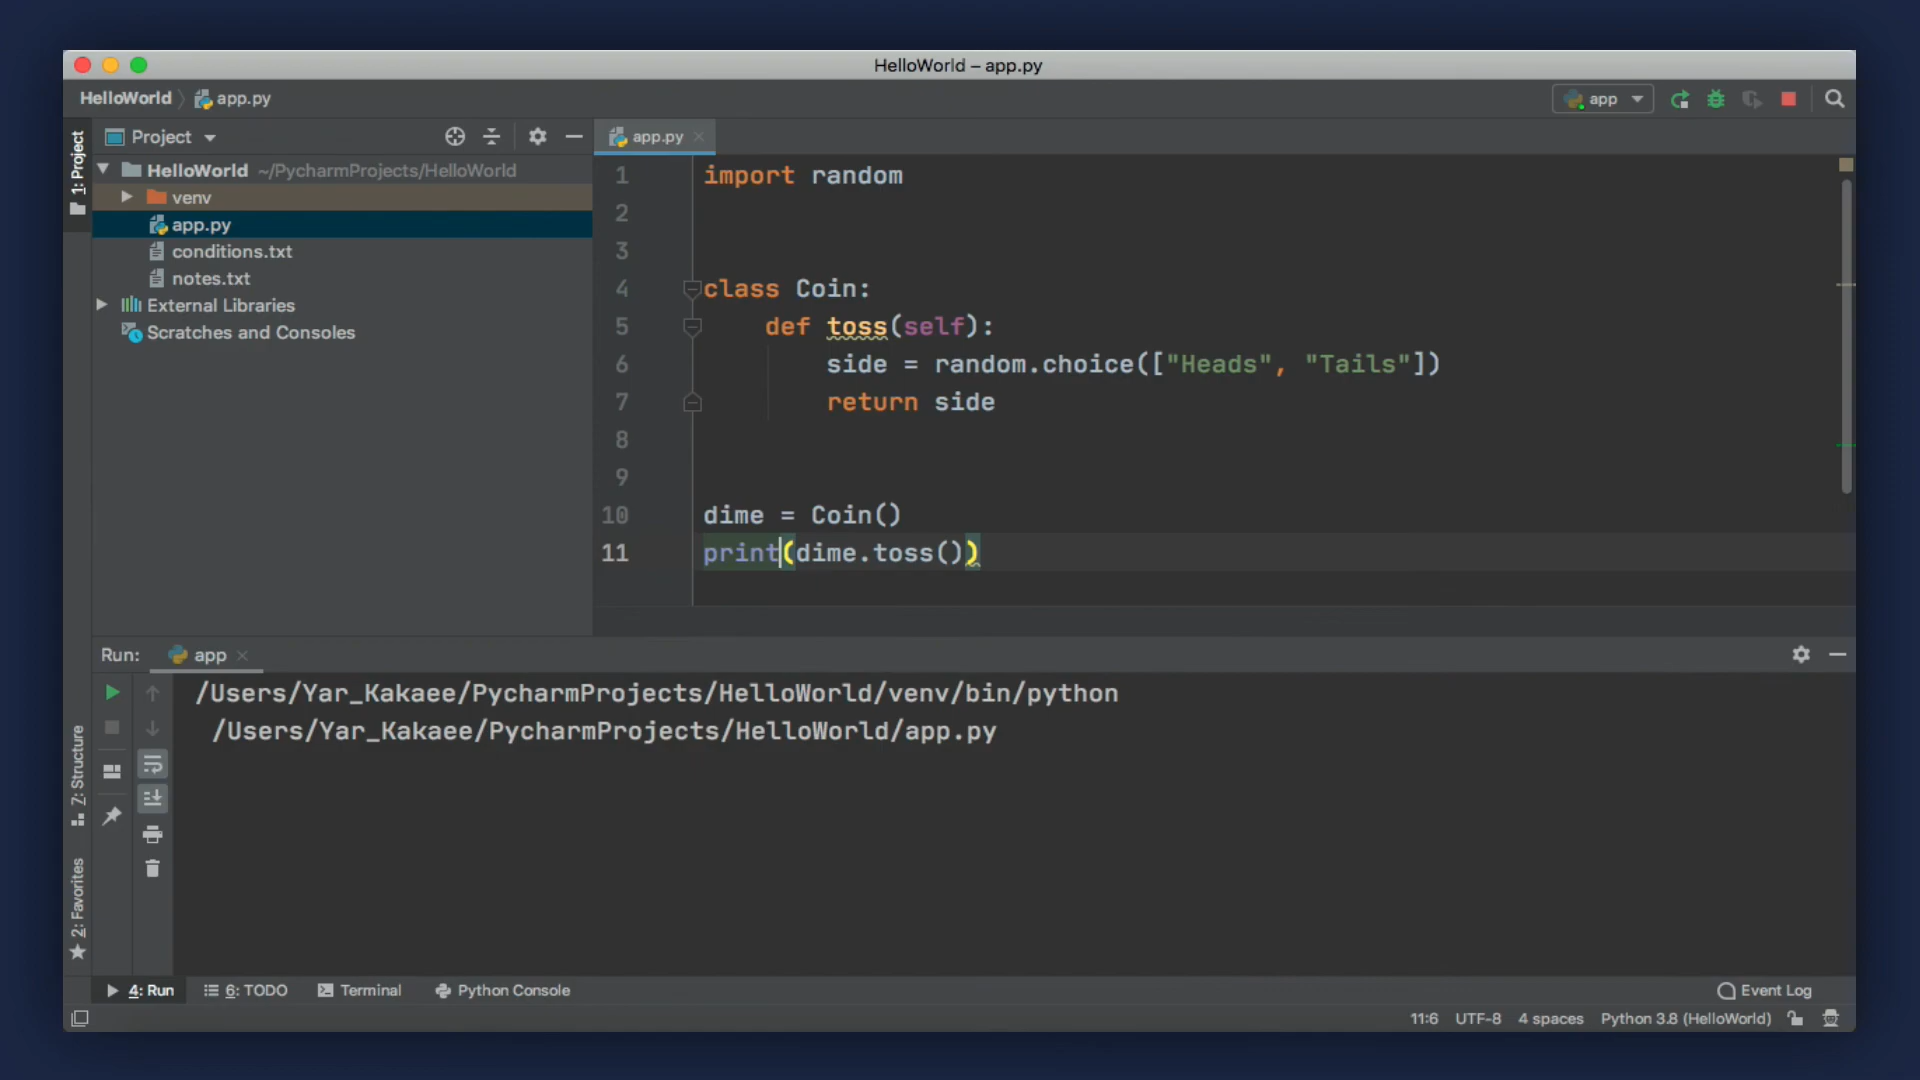 HelloWorld – app.py
HelloWorld app.py
app
1: Project
Project
HelloWorld ~/PycharmProjects/HelloWorld
venv
app.py
conditions.txt
notes.txt
External Libraries
Scratches and Consoles
app.py
1 import random
2
3
4 class Coin:
5 def toss(self):
6 side = random.choice(["Heads", "Tails"])
7 return side
8
9
10 dime = Coin()
11 print(dime.toss())
Run: app
/Users/Yar_Kakaee/PycharmProjects/HelloWorld/venv/bin/python
/Users/Yar_Kakaee/PycharmProjects/HelloWorld/app.py
Z: Structure
2: Favorites
4: Run 6: TODO Terminal Python Console Event Log
11:6 UTF-8 4 spaces Python 3.8 (HelloWorld)